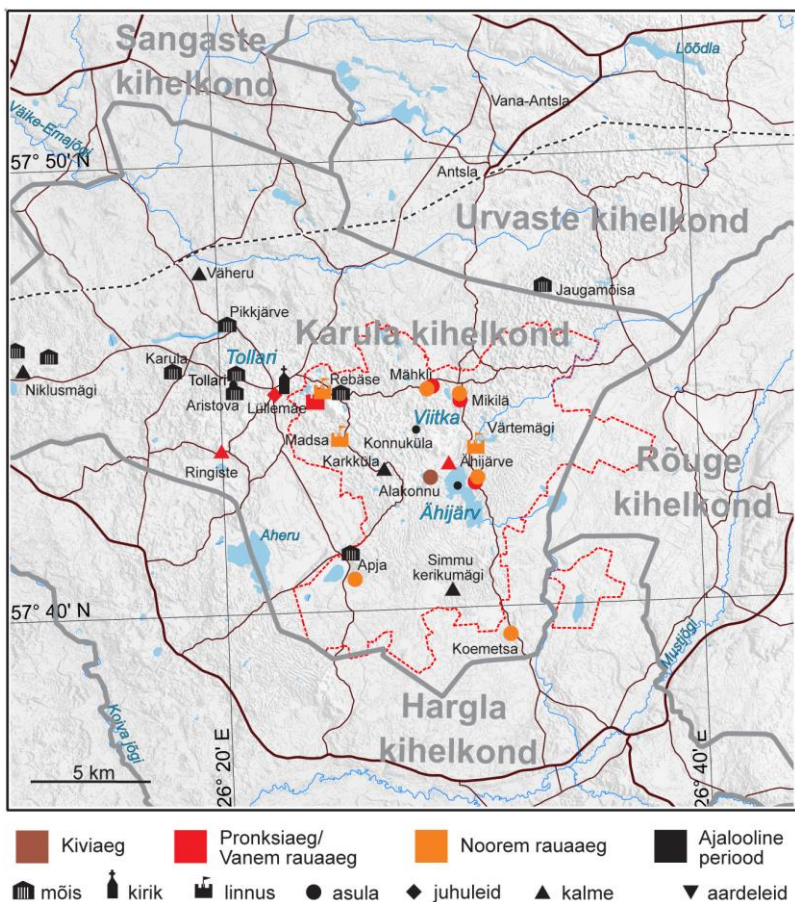 Sangaste
kihelkond
Lõõdla
Väike-Emajõgi
Vana-Antsla
57° 50' N
Antsla
Urvaste kihelkond
Väheru
Jaugamõisa
Pikkjärve
Karula kihelkond
Karula
Tollari
Tollari
Rebäse
Mähkli
Niklusmägi
Aristova
Lüllemäe
Mikilä
Viitka
Madsa
Konnuküla
Värtemägi
Ringiste
Karkküla
Ähijärve
Rõuge
kihelkond
Alakonnu
Ähijärv
Aheru
Apja
Simmu
kerikumägi
57° 40' N
Koemetsa
Mustjõgi
Hargla
kihelkond
Koiva jõgi
5 km
26° 20' E
26° 40' E
Kiviaeg
Pronksiaeg/
Vanem rauaaeg
Noorem rauaaeg
Ajalooline
periood
mõis
kirik
linnus
asula
juhuleid
kalme
aardeleid